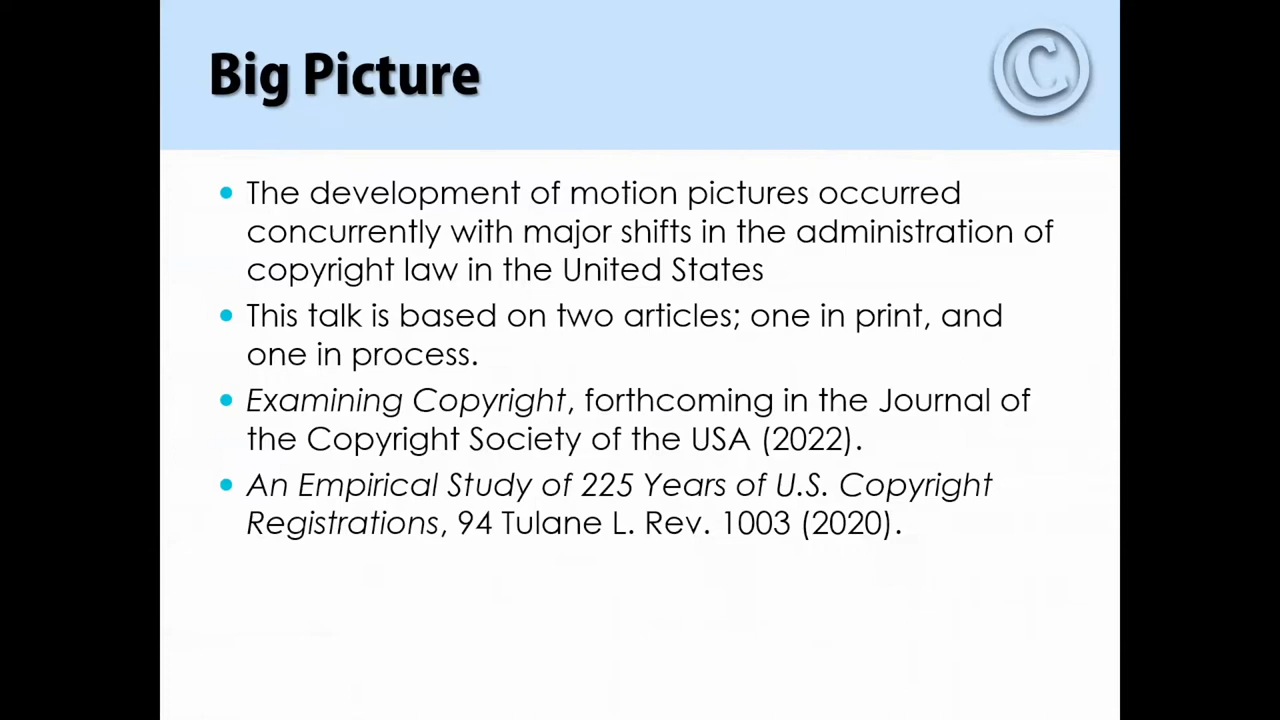 Big Picture
©
The development of motion pictures occurred
concurrently with major shifts in the administration of
copyright law in the United States
This talk is based on two articles; one in print, and
one in process.
Examining Copyright, forthcoming in the Journal of
the Copyright Society of the USA (2022).
An Empirical Study of 225 Years of U.S. Copyright
Registrations, 94 Tulane L. Rev. 1003 (2020).